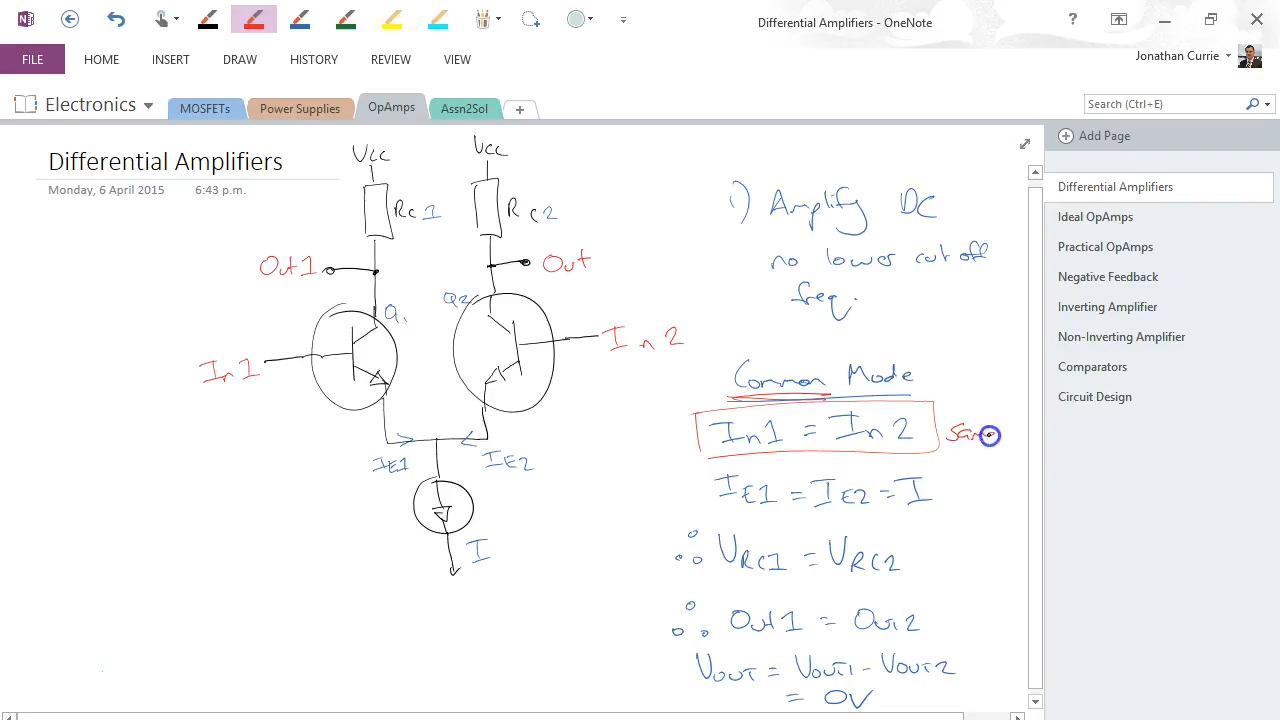 Differential Amplifiers - OneNote
?
FILE
HOME
INSERT
DRAW
HISTORY
REVIEW
VIEW
Jonathan Currie
Electronics
MOSFETs
Power Supplies
OpAmps
Assn2Sol
+
Search (Ctrl+E)
Add Page
Differential Amplifiers
Ideal OpAmps
Practical OpAmps
Negative Feedback
Inverting Amplifier
Non-Inverting Amplifier
Comparators
Circuit Design
Differential Amplifiers
Monday, 6 April 2015 6:43 p.m.
Vcc
Vcc
Rc1
Rc2
Out1
Out
Q1
Q2
In1
In2
IE1
IE2
I
1) Amplify DC
no lower cut off
freq.
Common Mode
In1 = In2
IE1 = IE2 = I
∴ VRC1 = VRC2
∴ Out1 = Out2
VOUT = VOUT1 - VOUT2
= 0V